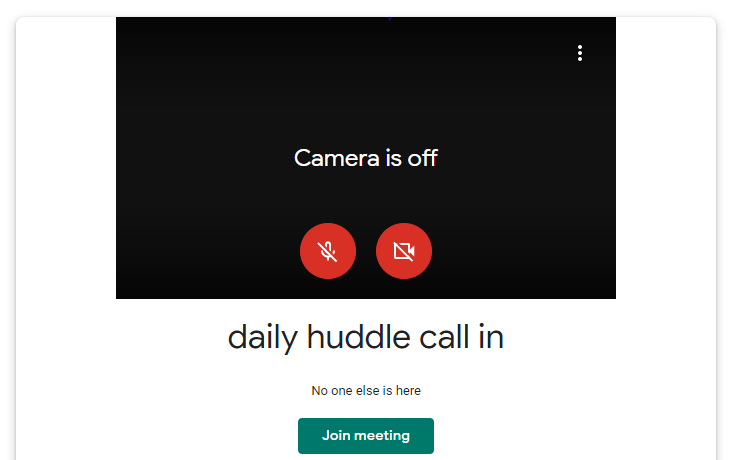 Camera is off
daily huddle call in
No one else is here
Join meeting